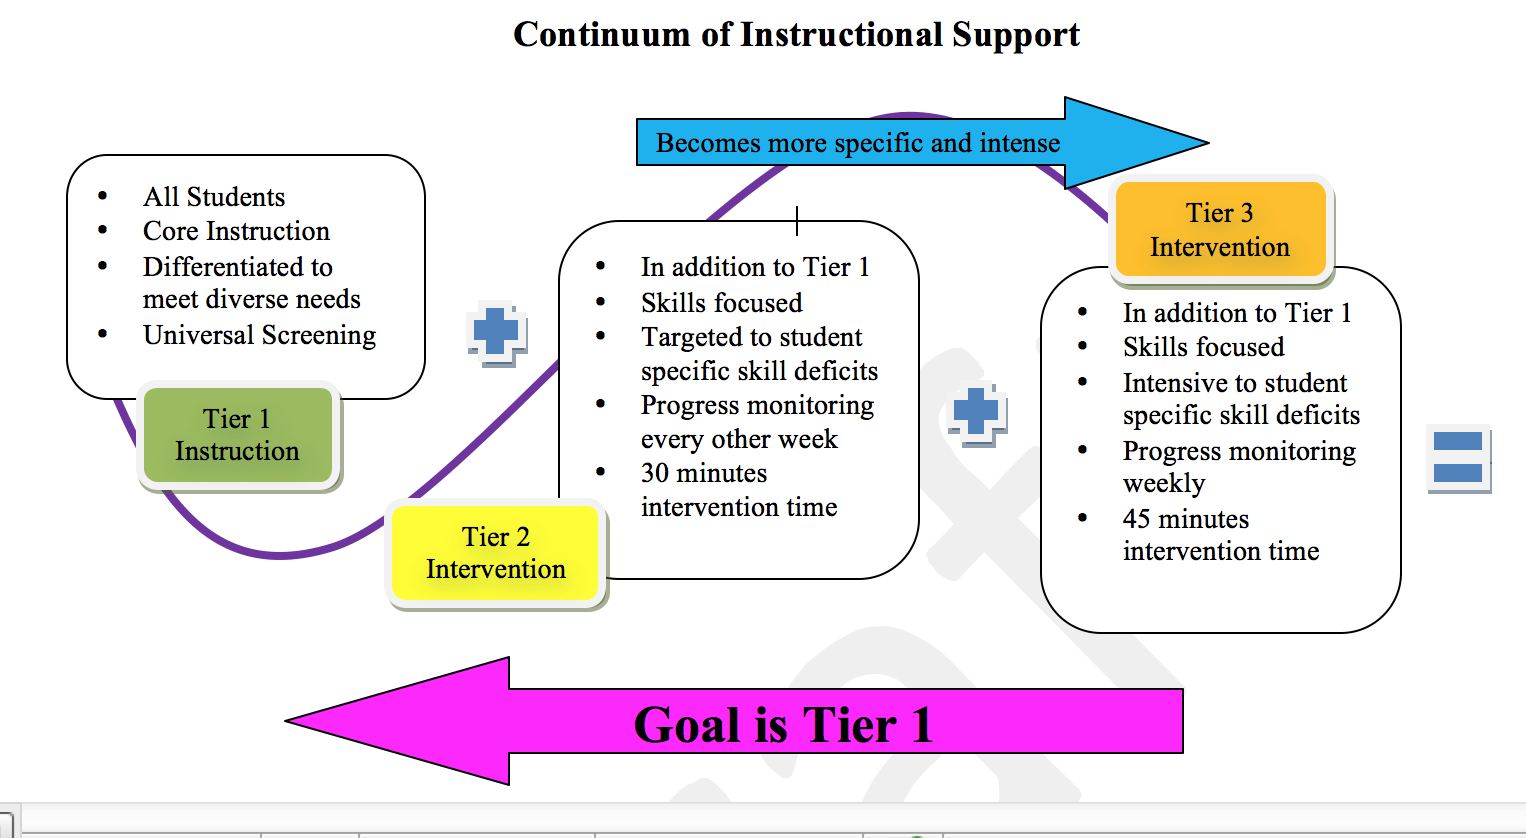 Continuum of Instructional Support
Becomes more specific and intense
• All Students
• Core Instruction
• Differentiated to
meet diverse needs
• Universal Screening
Tier 1
Instruction
• In addition to Tier 1
• Skills focused
• Targeted to student
specific skill deficits
• Progress monitoring
every other week
• 30 minutes
intervention time
Tier 2
Intervention
Tier 3
Intervention
• In addition to Tier 1
• Skills focused
• Intensive to student
specific skill deficits
• Progress monitoring
weekly
• 45 minutes
intervention time
Goal is Tier 1